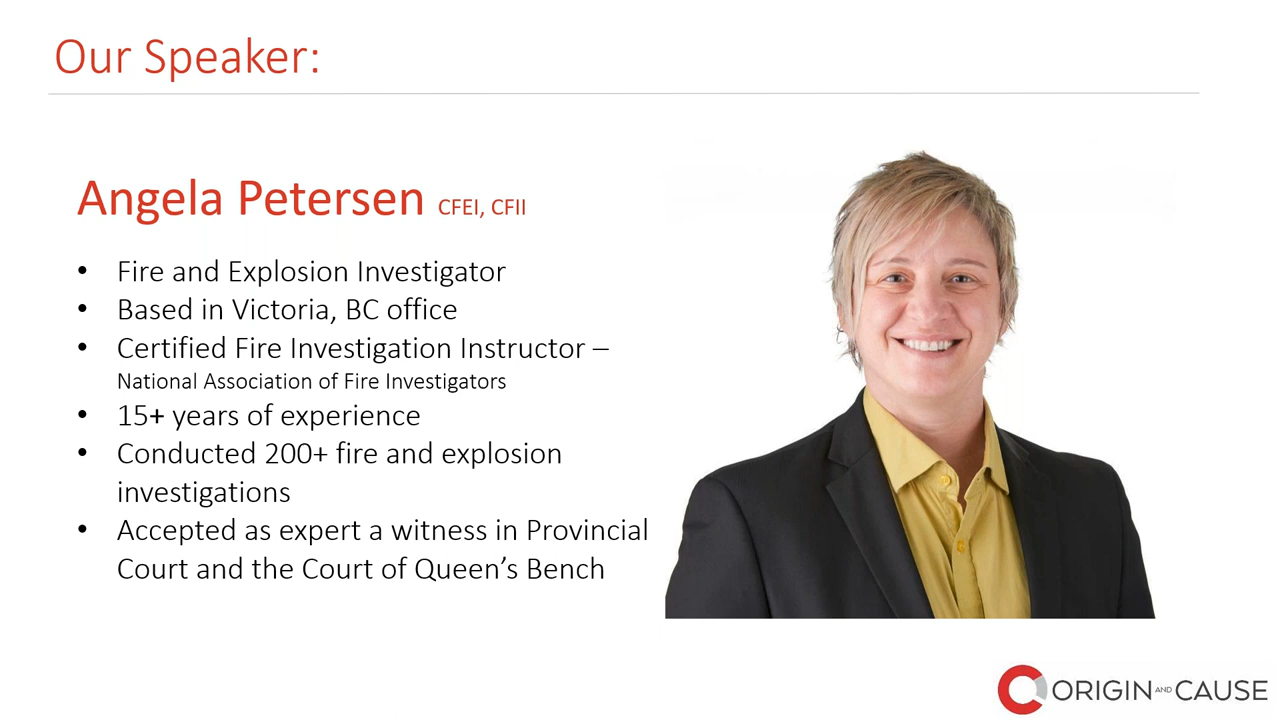 Our Speaker:
Angela Petersen CFEI, CFII
• Fire and Explosion Investigator
• Based in Victoria, BC office
• Certified Fire Investigation Instructor –
National Association of Fire Investigators
• 15+ years of experience
• Conducted 200+ fire and explosion
investigations
• Accepted as expert a witness in Provincial
Court and the Court of Queen’s Bench
ORIGIN AND CAUSE